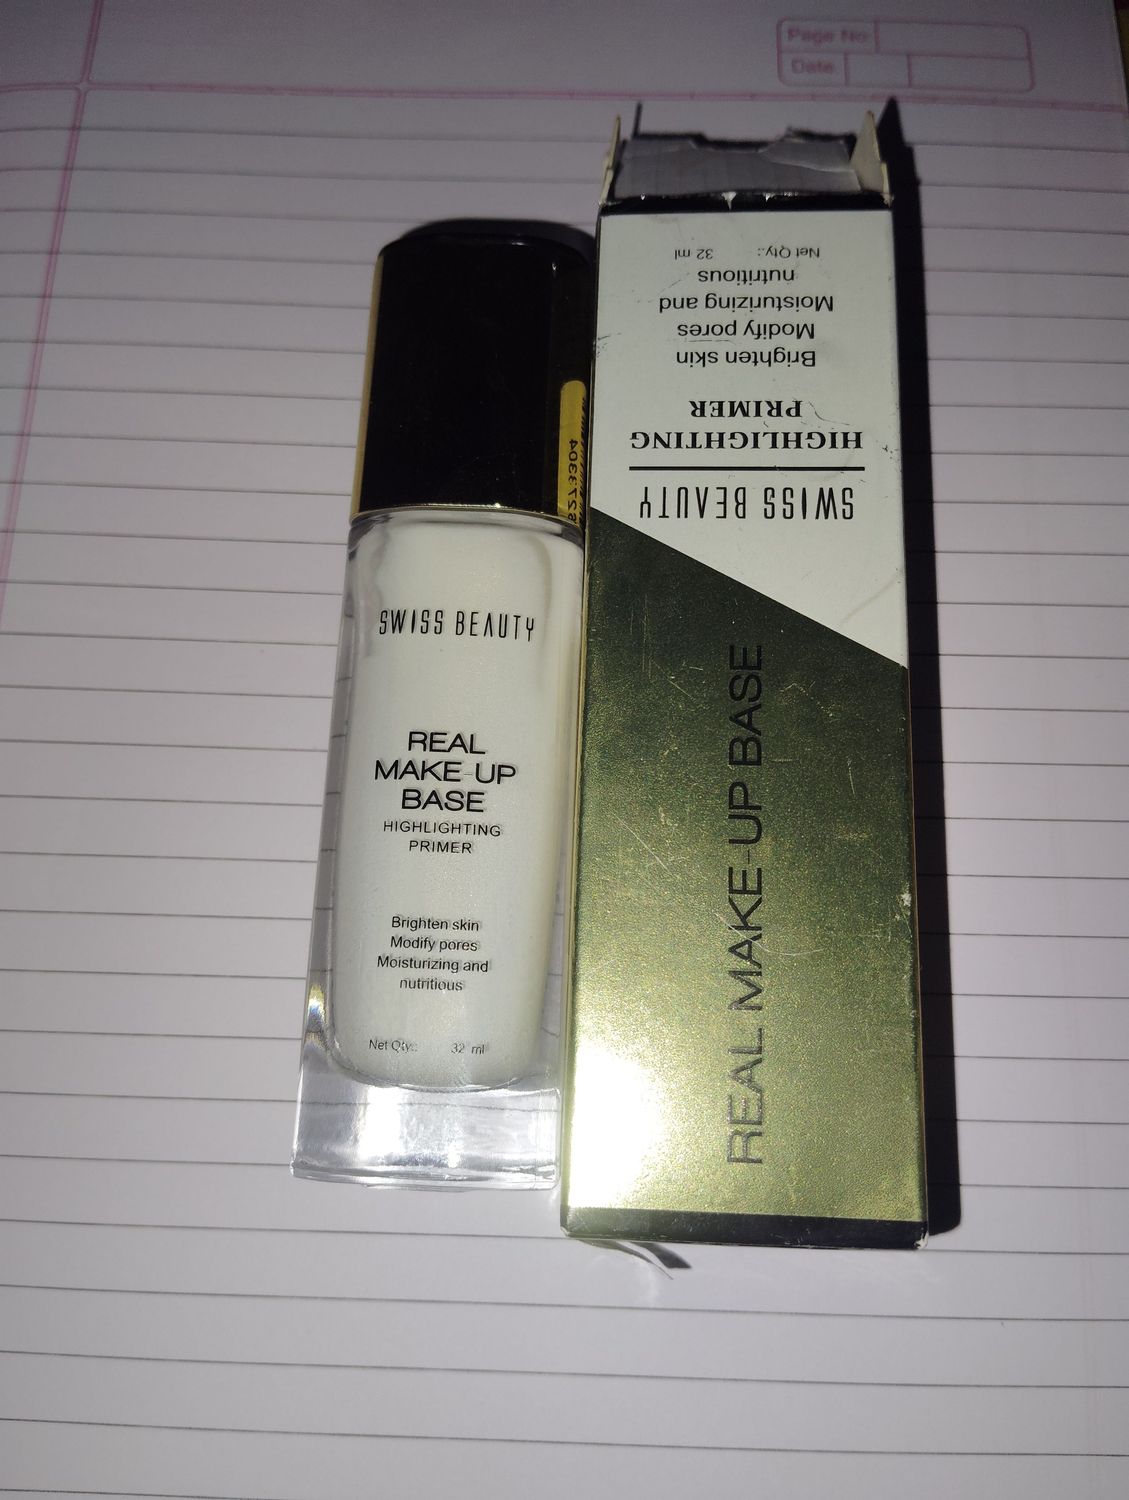 Page No
Date
SWISS BEAUTY
REAL
MAKE-UP
BASE
HIGHLIGHTING
PRIMER
Brighten skin
Modify pores
Moisturizing and
nutritious
Net Qty.: 32 ml
SWISS BEAUTY
HIGHLIGHTING
PRIMER
Brighten skin
Modify pores
Moisturizing and
nutritious
Net Qty.: 32 ml
REAL MAKE-UP BASE